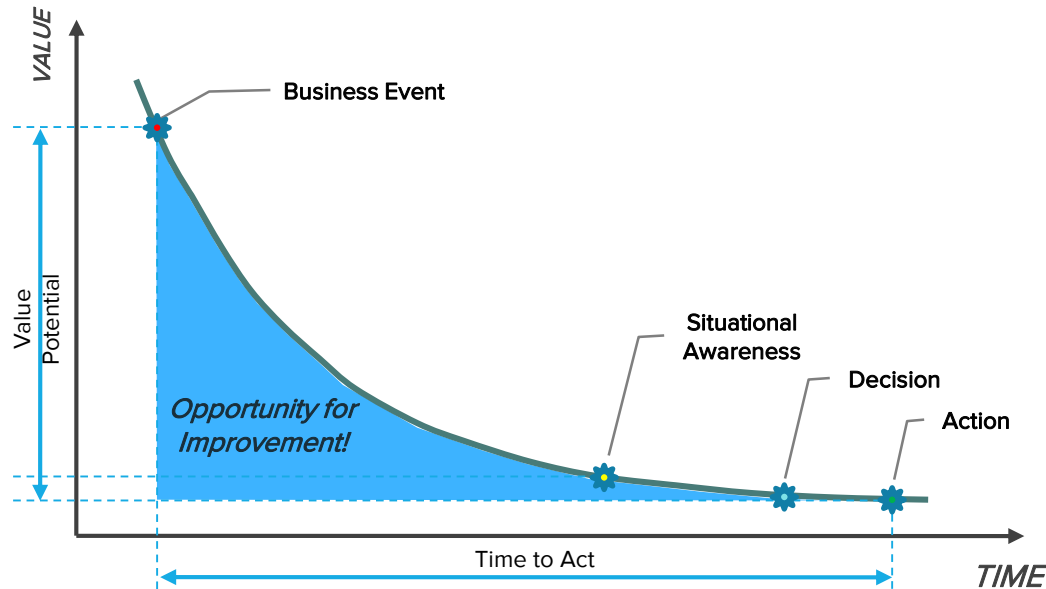 VALUE
Business Event
Value
Potential
Situational
Awareness
Decision
Action
Opportunity for
Improvement!
Time to Act
TIME